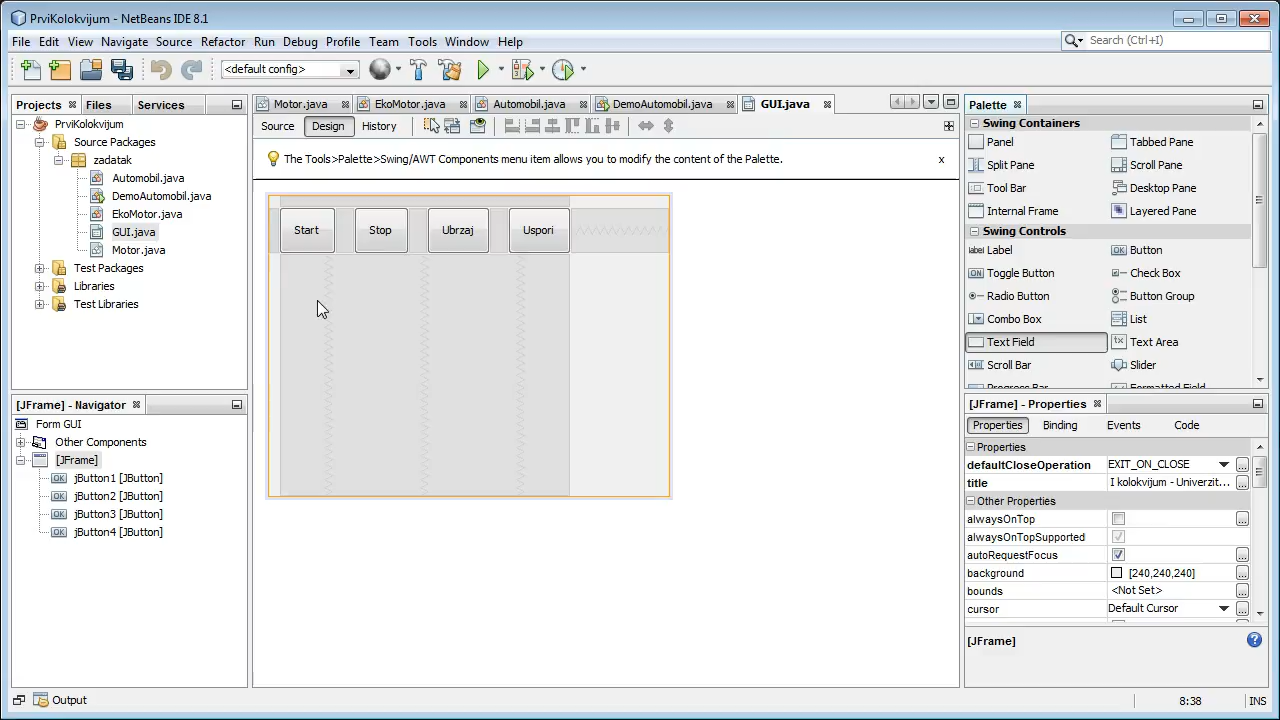 PrviKolokvijum - NetBeans IDE 8.1
File Edit View Navigate Source Refactor Run Debug Profile Team Tools Window Help
Search (Ctrl+I)
<default config>
Projects Files Services
PrviKolokvijum
Source Packages
zadatak
Automobil.java
DemoAutomobil.java
EkoMotor.java
GUI.java
Motor.java
Test Packages
Libraries
Test Libraries
[JFrame] - Navigator
Form GUI
Other Components
[JFrame]
jButton1 [JButton]
jButton2 [JButton]
jButton3 [JButton]
jButton4 [JButton]
Motor.java EkoMotor.java Automobil.java DemoAutomobil.java GUI.java
Source Design History
The Tools>Palette>Swing/AWT Components menu item allows you to modify the content of the Palette.
x
Start Stop Ubrzaj Uspori
Palette
Swing Containers
Panel Tabbed Pane
Split Pane Scroll Pane
Tool Bar Desktop Pane
Internal Frame Layered Pane
Swing Controls
label Label OK Button
ON Toggle Button Check Box
Radio Button Button Group
Combo Box List
Text Field Text Area
Scroll Bar Slider
Progress Bar Formatted Field
[JFrame] - Properties
Properties Binding Events Code
Properties
defaultCloseOperation EXIT_ON_CLOSE
title I kolokvijum - Univerzit...
Other Properties
alwaysOnTop
alwaysOnTopSupported
autoRequestFocus
background [240,240,240]
bounds <Not Set>
cursor Default Cursor
[JFrame]
Output
8:38 INS